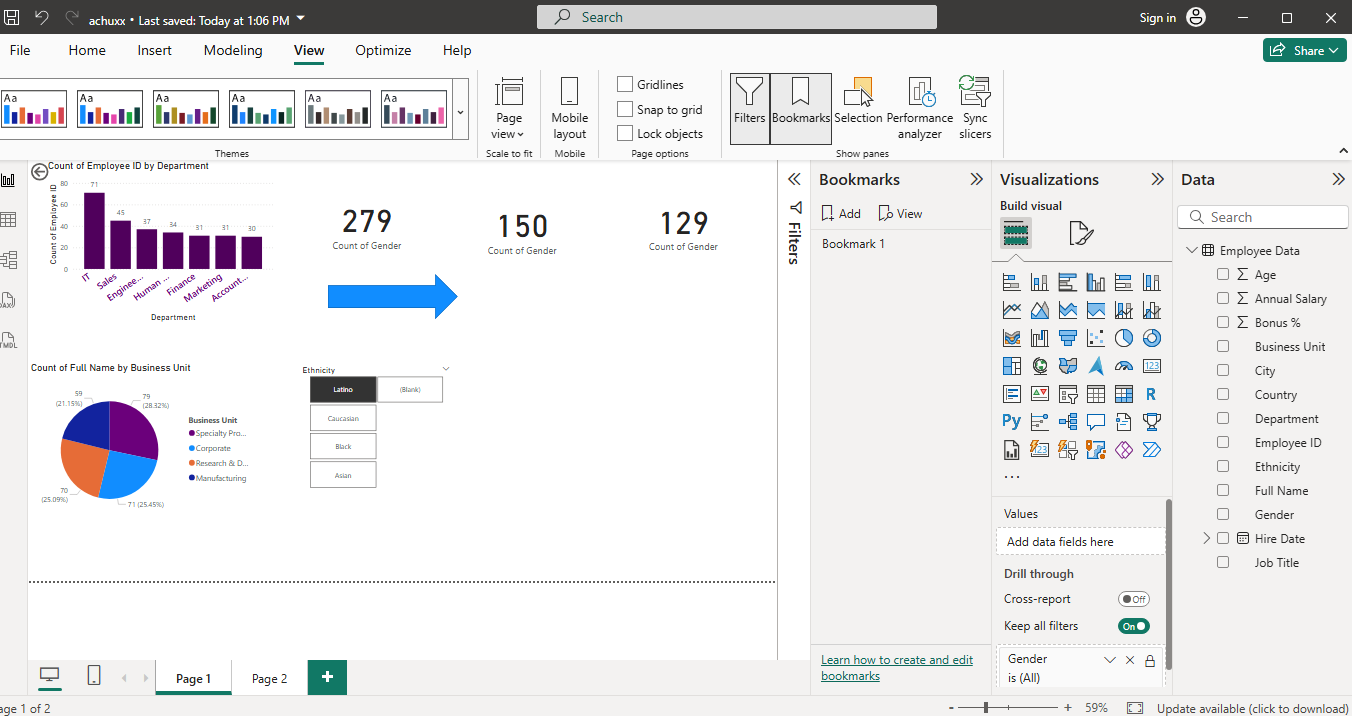 achuxx • Last saved: Today at 1:06 PM
Search
Sign in
File Home Insert Modeling View Optimize Help
Share
Aa Aa Aa Aa Aa Aa
Themes
Page
view
Scale to fit
Mobile
layout
Mobile
Gridlines
Snap to grid
Lock objects
Page options
Filters
Bookmarks
Selection
Performance
analyzer
Sync
slicers
Show panes
Count of Employee ID by Department
Count of Employee ID
80
60
40
20
0
71
45
37
34
31
31
30
IT
Sales
Enginee...
Human ...
Finance
Marketing
Account...
Department
279
Count of Gender
150
Count of Gender
129
Count of Gender
Count of Full Name by Business Unit
59
(21.15%)
79
(28.32%)
70
(25.09%)
71 (25.45%)
Business Unit
Specialty Pro...
Corporate
Research & D...
Manufacturing
Ethnicity
Latino
(Blank)
Caucasian
Black
Asian
Filters
Bookmarks
Add
View
Bookmark 1
Learn how to create and edit
bookmarks
Visualizations
Build visual
123
R
Py
123
...
Values
Add data fields here
Drill through
Cross-report
Off
Keep all filters
On
Gender
is (All)
Data
Search
Employee Data
Age
Annual Salary
Bonus %
Business Unit
City
Country
Department
Employee ID
Ethnicity
Full Name
Gender
Hire Date
Job Title
DAX
TMDL
Page 1
Page 2
+
age 1 of 2
- + 59%
Update available (click to download)